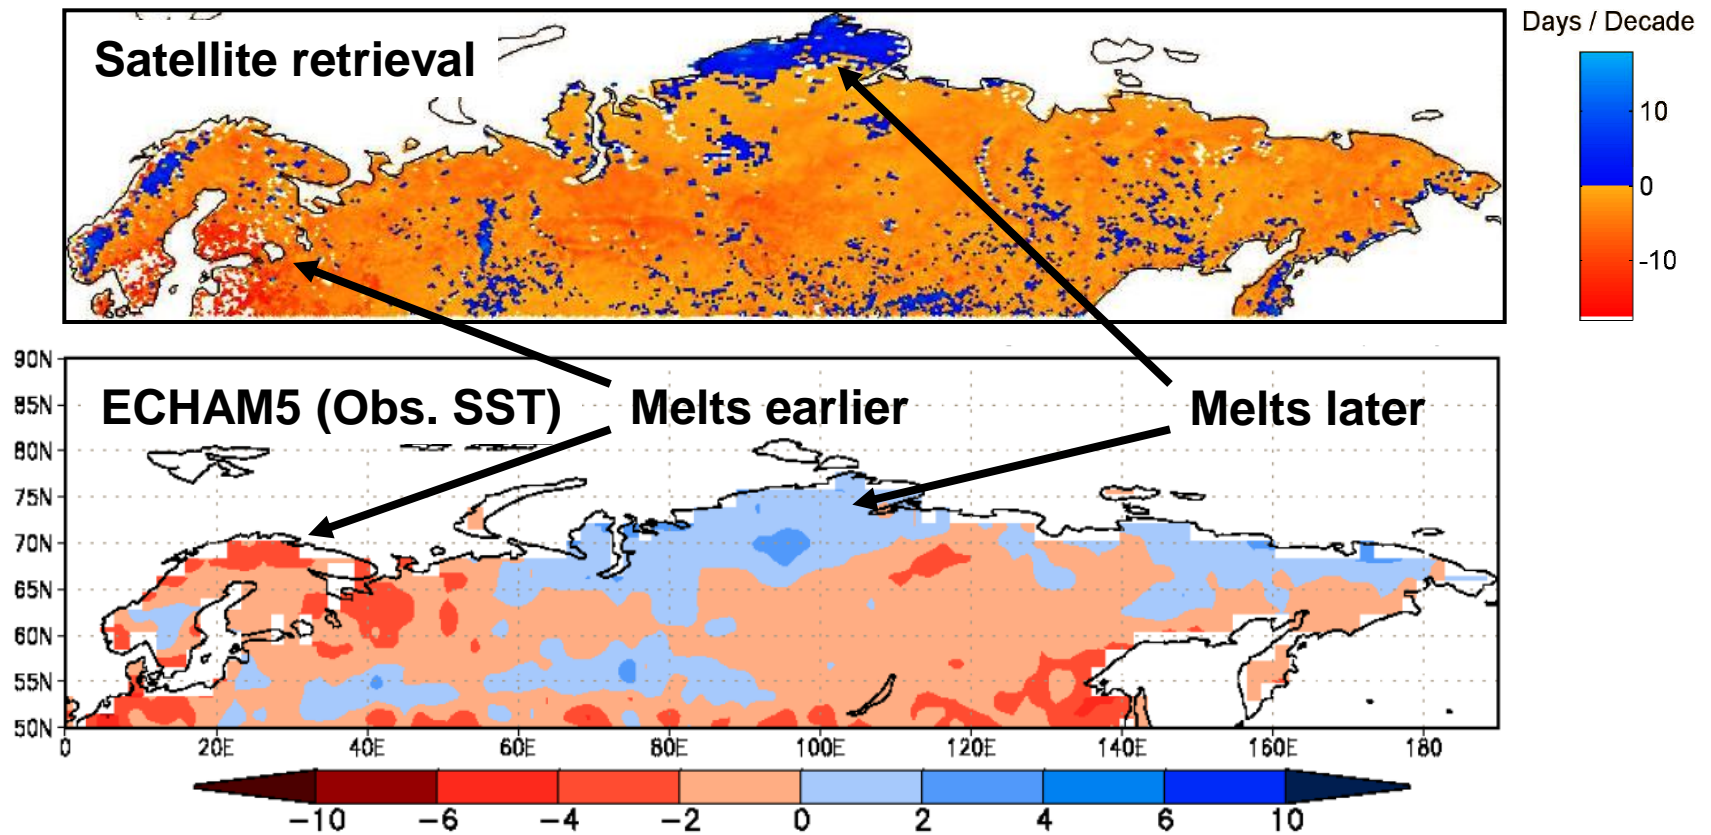 Days / Decade
Satellite retrieval
10
0
-10
90N
ECHAM5 (Obs. SST) Melts earlier Melts later
85N
80N
75N
70N
65N
60N
55N
50N
0 20E 40E 60E 80E 100E 120E 140E 160E 180
−10 −6 −4 −2 0 2 4 6 10